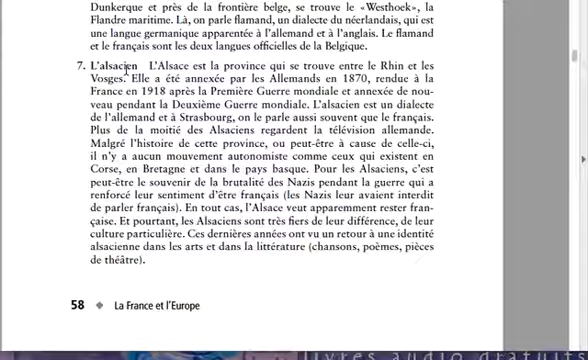 Dunkerque et près de la frontière belge, se trouve le «Westhoek», la
Flandre maritime. Là, on parle flamand, un dialecte du néerlandais, qui est
une langue germanique apparentée à l'allemand et à l'anglais. Le flamand
et le français sont les deux langues officielles de la Belgique.
7. L'alsacien L'Alsace est la province qui se trouve entre le Rhin et les
Vosges. Elle a été annexée par les Allemands en 1870, rendue à la
France en 1918 après la Première Guerre mondiale et annexée de nou-
veau pendant la Deuxième Guerre mondiale. L'alsacien est un dialecte
de l'allemand et à Strasbourg, on le parle aussi souvent que le français.
Plus de la moitié des Alsaciens regardent la télévision allemande.
Malgré l'histoire de cette province, ou peut-être à cause de celle-ci,
il n'y a aucun mouvement autonomiste comme ceux qui existent en
Corse, en Bretagne et dans le pays basque. Pour les Alsaciens, c'est
peut-être le souvenir de la brutalité des Nazis pendant la guerre qui a
renforcé leur sentiment d'être français (les Nazis leur avaient interdit
de parler français). En tout cas, l'Alsace veut apparemment rester fran-
çaise. Et pourtant, les Alsaciens sont très fiers de leur différence, de leur
culture particulière. Ces dernières années ont vu un retour à une identité
alsacienne dans les arts et dans la littérature (chansons, poèmes, pièces
de théâtre).
58 ◆ La France et l'Europe
livres audio gratuits